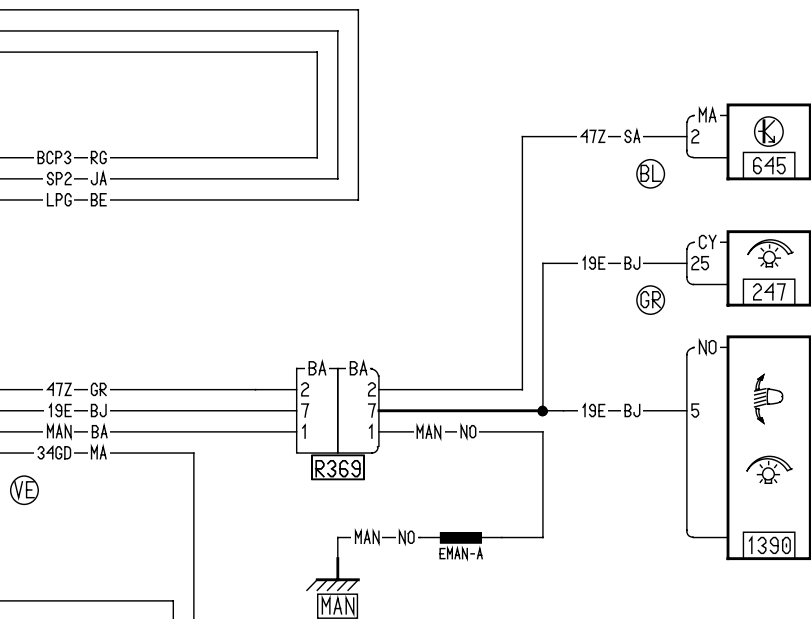 BCP3 RG
SP2 JA
LPG BE
47Z SA
MA
2
645
BL
19E BJ
CY
25
247
GR
BA BA
47Z GR 2 2
19E BJ 7 7 19E BJ
MAN BA 1 1 MAN NO
34GD MA
R369
VE
NO
5
1390
MAN NO
EMAN-A
MAN